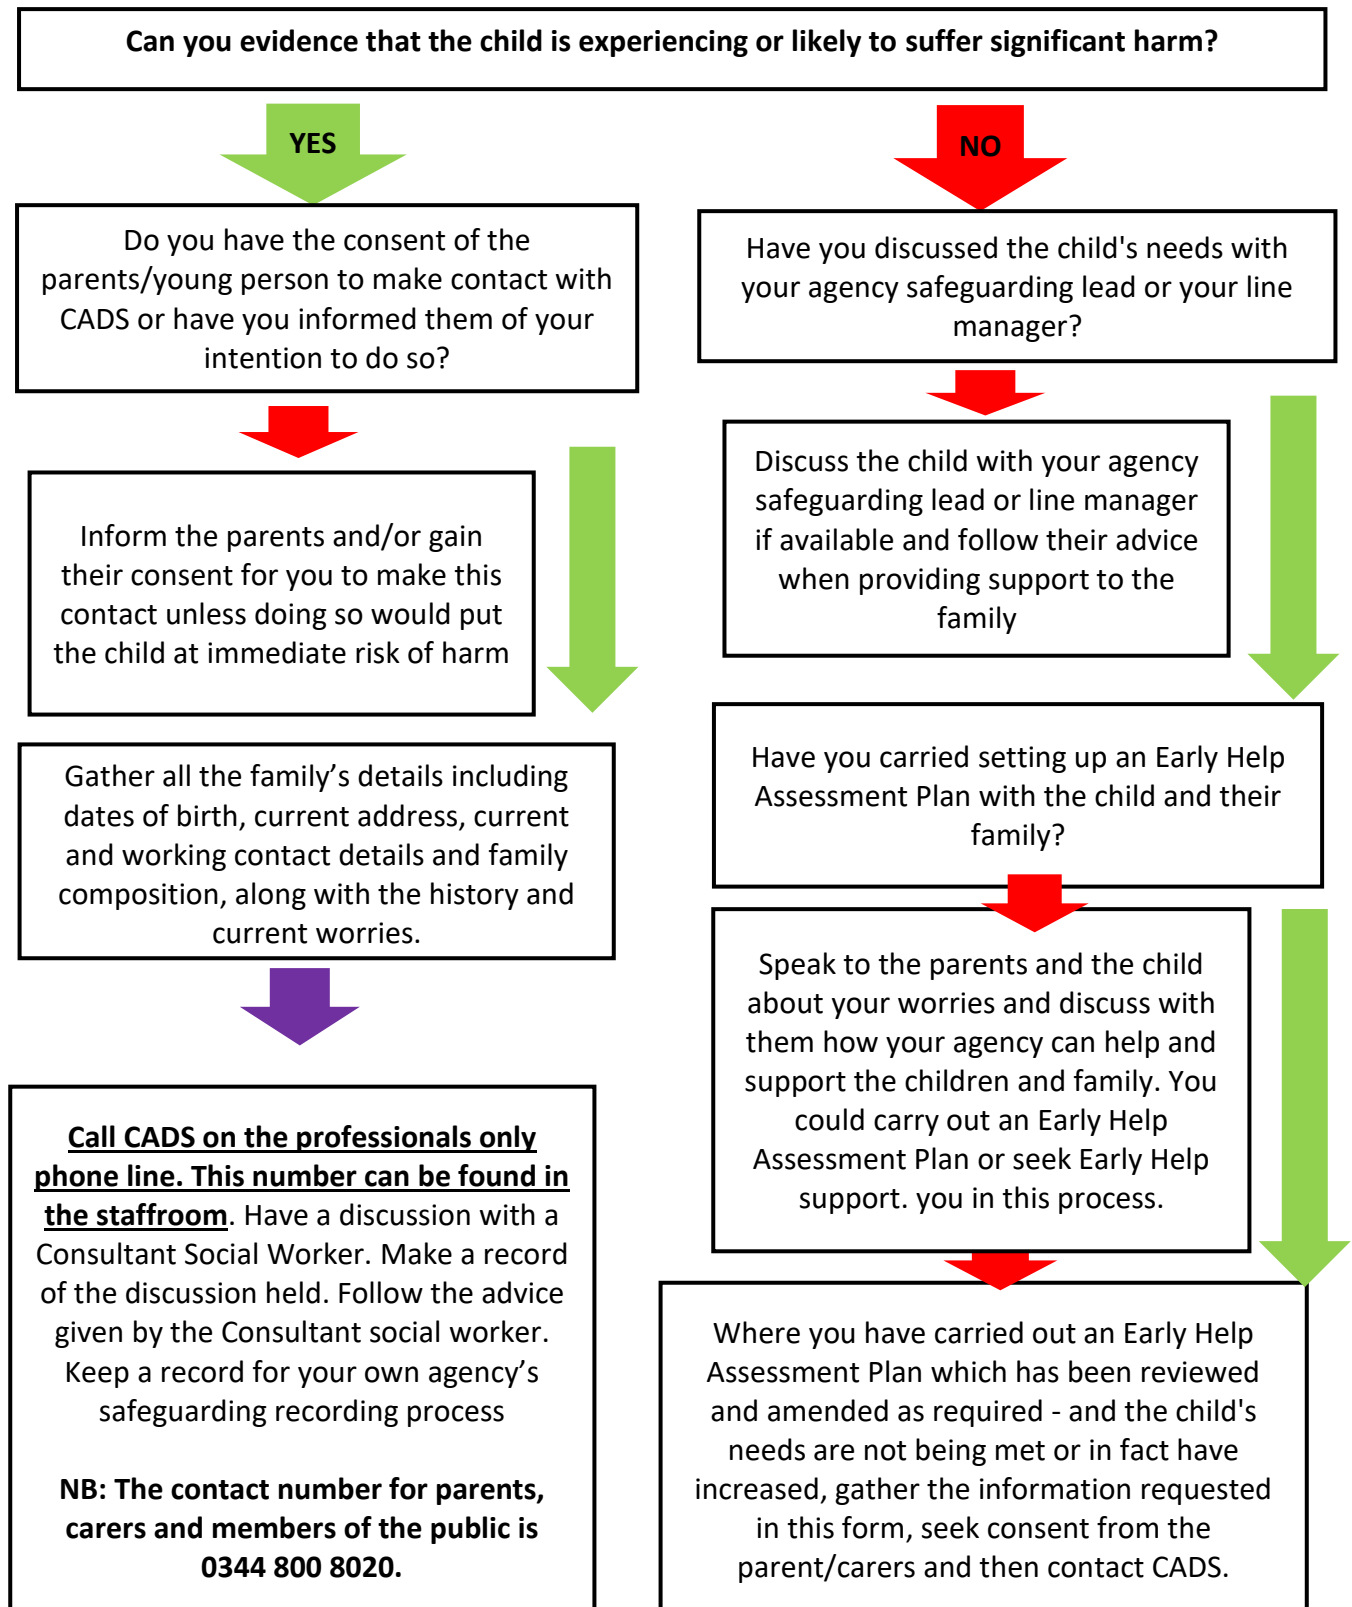 Can you evidence that the child is experiencing or likely to suffer significant harm?
YES
NO
Do you have the consent of the
parents/young person to make contact with
CADS or have you informed them of your
intention to do so?
Inform the parents and/or gain
their consent for you to make this
contact unless doing so would put
the child at immediate risk of harm
Gather all the family’s details including
dates of birth, current address, current
and working contact details and family
composition, along with the history and
current worries.
Call CADS on the professionals only
phone line. This number can be found in
the staffroom. Have a discussion with a
Consultant Social Worker. Make a record
of the discussion held. Follow the advice
given by the Consultant social worker.
Keep a record for your own agency’s
safeguarding recording process
NB: The contact number for parents,
carers and members of the public is
0344 800 8020.
Have you discussed the child's needs with
your agency safeguarding lead or your line
manager?
Discuss the child with your agency
safeguarding lead or line manager
if available and follow their advice
when providing support to the
family
Have you carried setting up an Early Help
Assessment Plan with the child and their
family?
Speak to the parents and the child
about your worries and discuss with
them how your agency can help and
support the children and family. You
could carry out an Early Help
Assessment Plan or seek Early Help
support. you in this process.
Where you have carried out an Early Help
Assessment Plan which has been reviewed
and amended as required - and the child's
needs are not being met or in fact have
increased, gather the information requested
in this form, seek consent from the
parent/carers and then contact CADS.